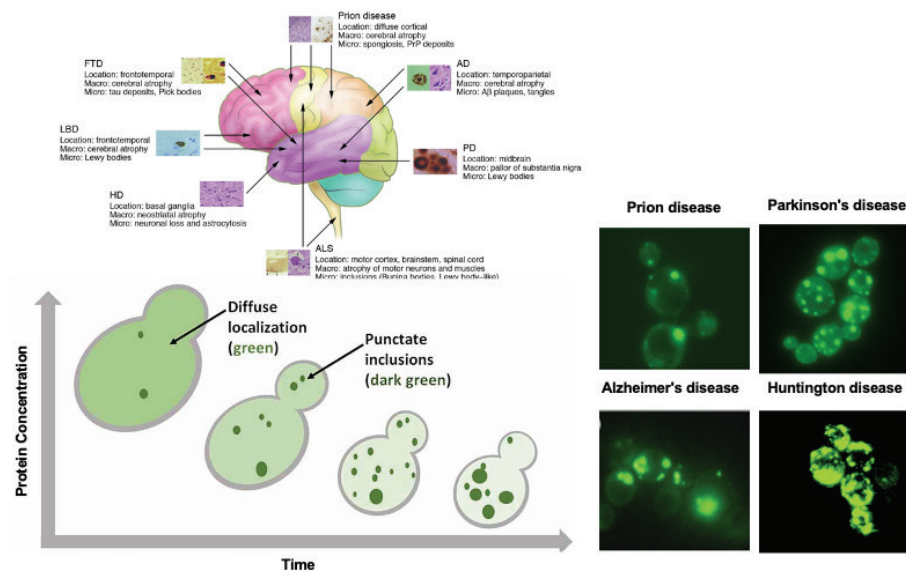 Prion disease
Location: diffuse cortical
Macro: cerebral atrophy
Micro: spongiosis, PrP deposits
FTD
Location: frontotemporal
Macro: cerebral atrophy
Micro: tau deposits, Pick bodies
AD
Location: temporoparietal
Macro: cerebral atrophy
Micro: Aβ plaques, tangles
LBD
Location: frontotemporal
Macro: cerebral atrophy
Micro: Lewy bodies
PD
Location: midbrain
Macro: pallor of substantia nigra
Micro: Lewy bodies
HD
Location: basal ganglia
Macro: neostriatal atrophy
Micro: neuronal loss and astrocytosis
ALS
Location: motor cortex, brainstem, spinal cord
Macro: atrophy of motor neurons and muscles
Micro: inclusions (Bunina bodies, Lewy body–like)
Protein Concentration
Diffuse
localization
(green)
Punctate
inclusions
(dark green)
Time
Prion disease
Parkinson's disease
Alzheimer's disease
Huntington disease